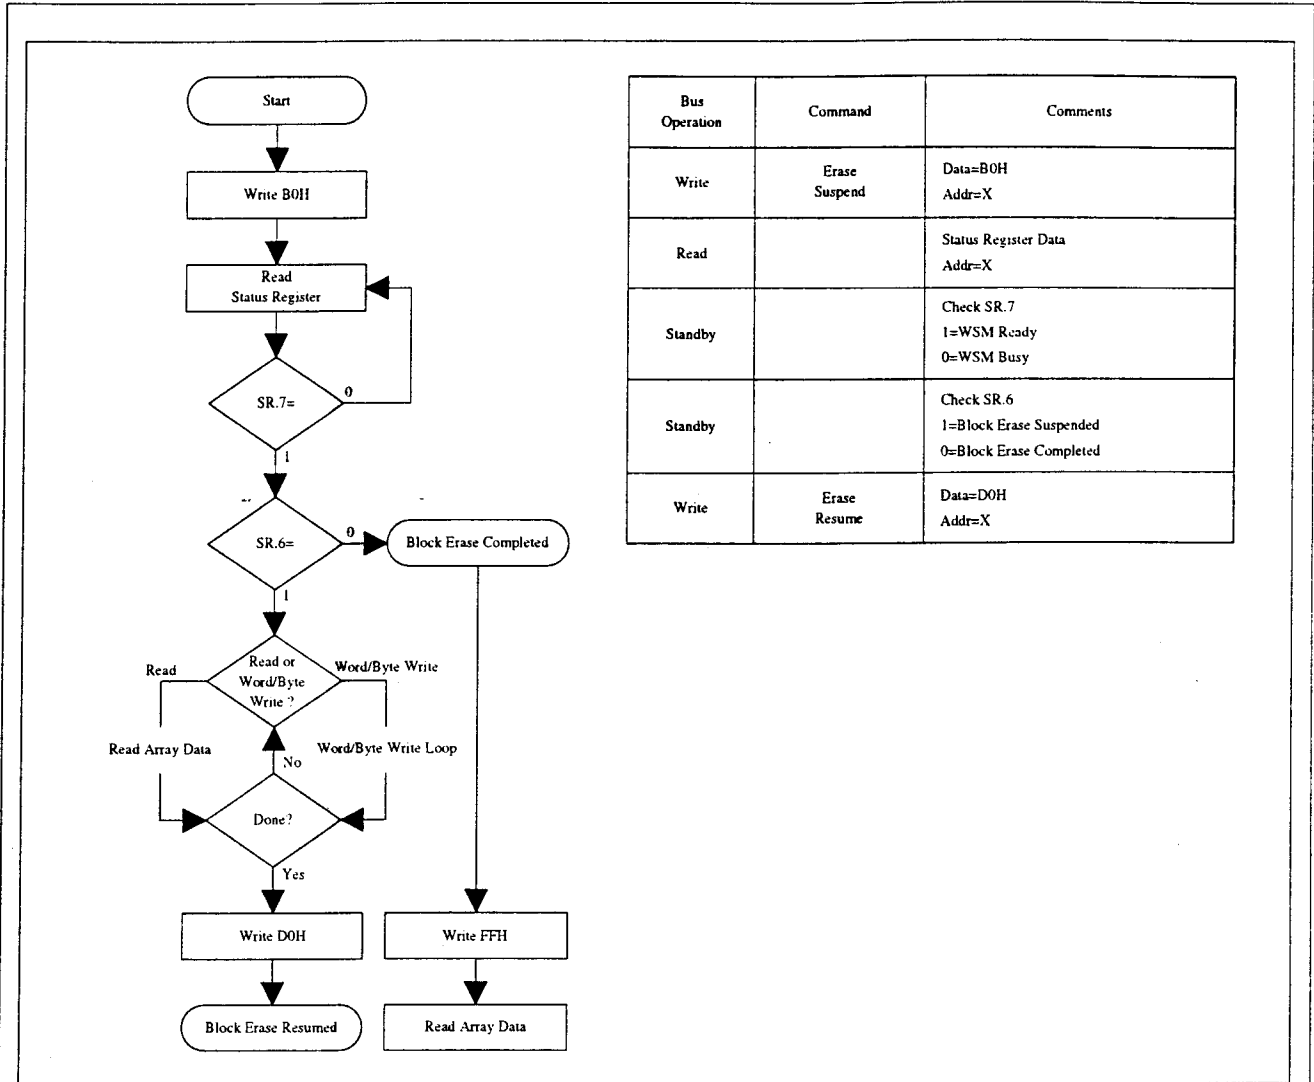 Start
Write B0H
Read
Status Register
SR.7=
0
1
SR.6=
0
Block Erase Completed
1
Read or
Word/Byte
Write ?
Read
Word/Byte Write
Read Array Data
Word/Byte Write Loop
No
Done?
Yes
Write D0H
Write FFH
Block Erase Resumed
Read Array Data
Bus
Operation
Command
Comments
Write
Erase
Suspend
Data=B0H
Addr=X
Read
Status Register Data
Addr=X
Standby
Check SR.7
1=WSM Ready
0=WSM Busy
Standby
Check SR.6
1=Block Erase Suspended
0=Block Erase Completed
Write
Erase
Resume
Data=D0H
Addr=X